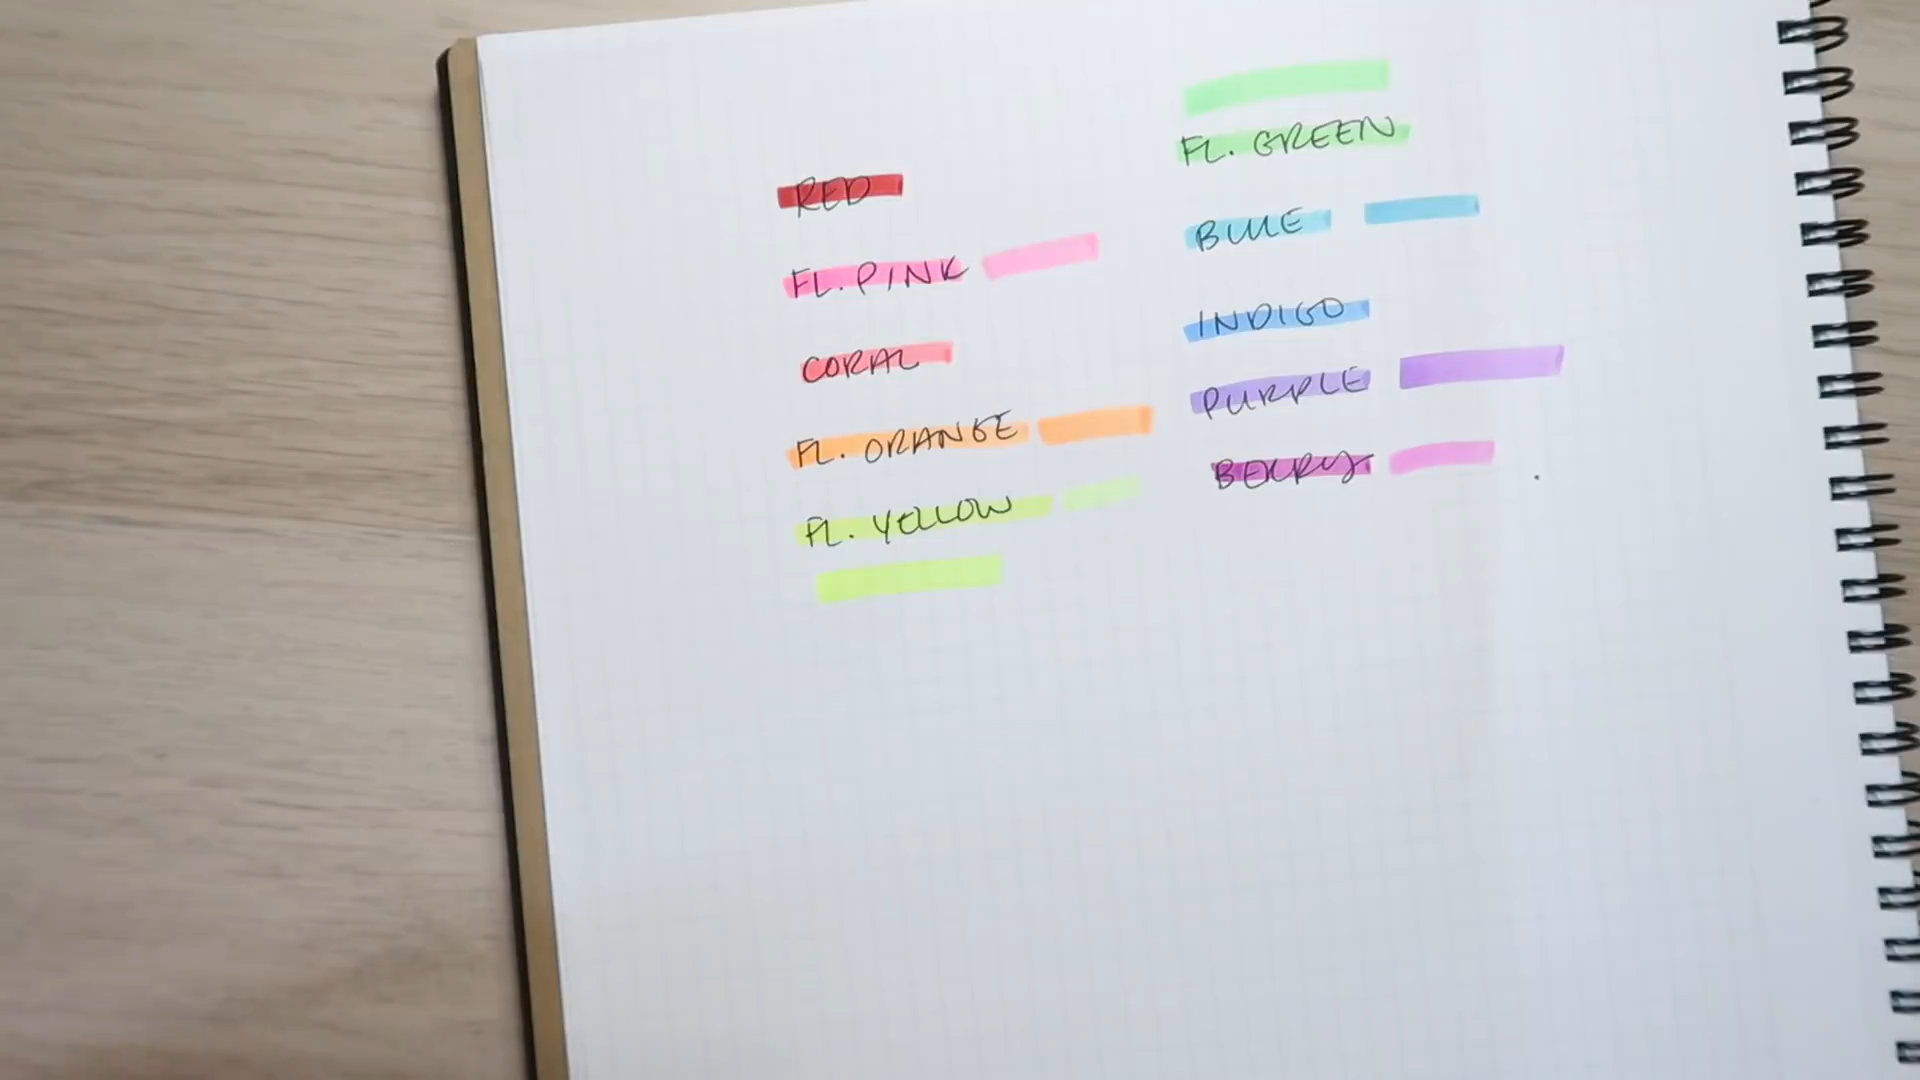 RED
FL. PINK
CORAL
FL. ORANGE
FL. YELLOW
FL. GREEN
BLUE
INDIGO
PURPLE
BERRY